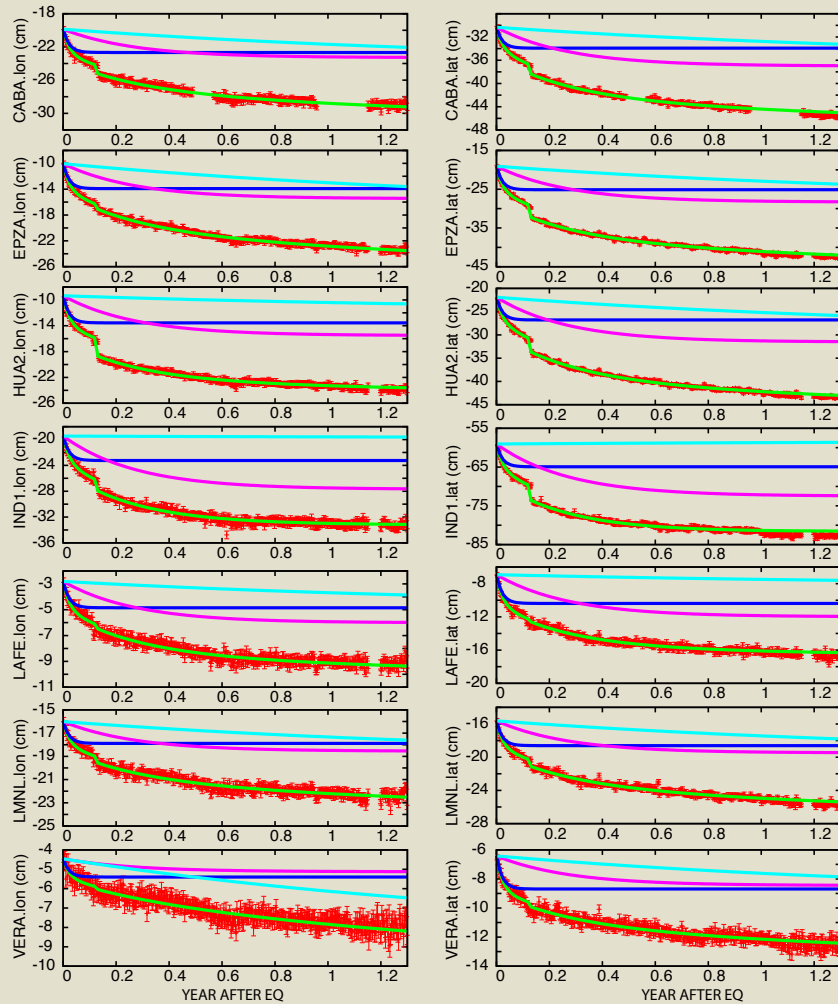 CABA.lon (cm)
-18
-22
-26
-30
0 0.2 0.4 0.6 0.8 1 1.2
CABA.lat (cm)
-32
-36
-40
-44
-48
0 0.2 0.4 0.6 0.8 1 1.2
EPZA.lon (cm)
-10
-14
-18
-22
-26
0 0.2 0.4 0.6 0.8 1 1.2
EPZA.lat (cm)
-15
-25
-35
-45
0 0.2 0.4 0.6 0.8 1 1.2
HUA2.lon (cm)
-10
-14
-18
-22
-26
0 0.2 0.4 0.6 0.8 1 1.2
HUA2.lat (cm)
-20
-25
-30
-35
-40
-45
0 0.2 0.4 0.6 0.8 1 1.2
IND1.lon (cm)
-20
-24
-28
-32
-36
0 0.2 0.4 0.6 0.8 1 1.2
IND1.lat (cm)
-55
-65
-75
-85
0 0.2 0.4 0.6 0.8 1 1.2
LAFE.lon (cm)
-3
-5
-7
-9
-11
0 0.2 0.4 0.6 0.8 1 1.2
LAFE.lat (cm)
-8
-12
-16
-20
0 0.2 0.4 0.6 0.8 1 1.2
LMNL.lon (cm)
-15
-17
-19
-21
-23
-25
0 0.2 0.4 0.6 0.8 1 1.2
LMNL.lat (cm)
-16
-20
-24
-28
0 0.2 0.4 0.6 0.8 1 1.2
VERA.lon (cm)
-4
-5
-6
-7
-8
-9
-10
0 0.2 0.4 0.6 0.8 1 1.2
YEAR AFTER EQ
VERA.lat (cm)
-6
-8
-10
-12
-14
0 0.2 0.4 0.6 0.8 1 1.2
YEAR AFTER EQ